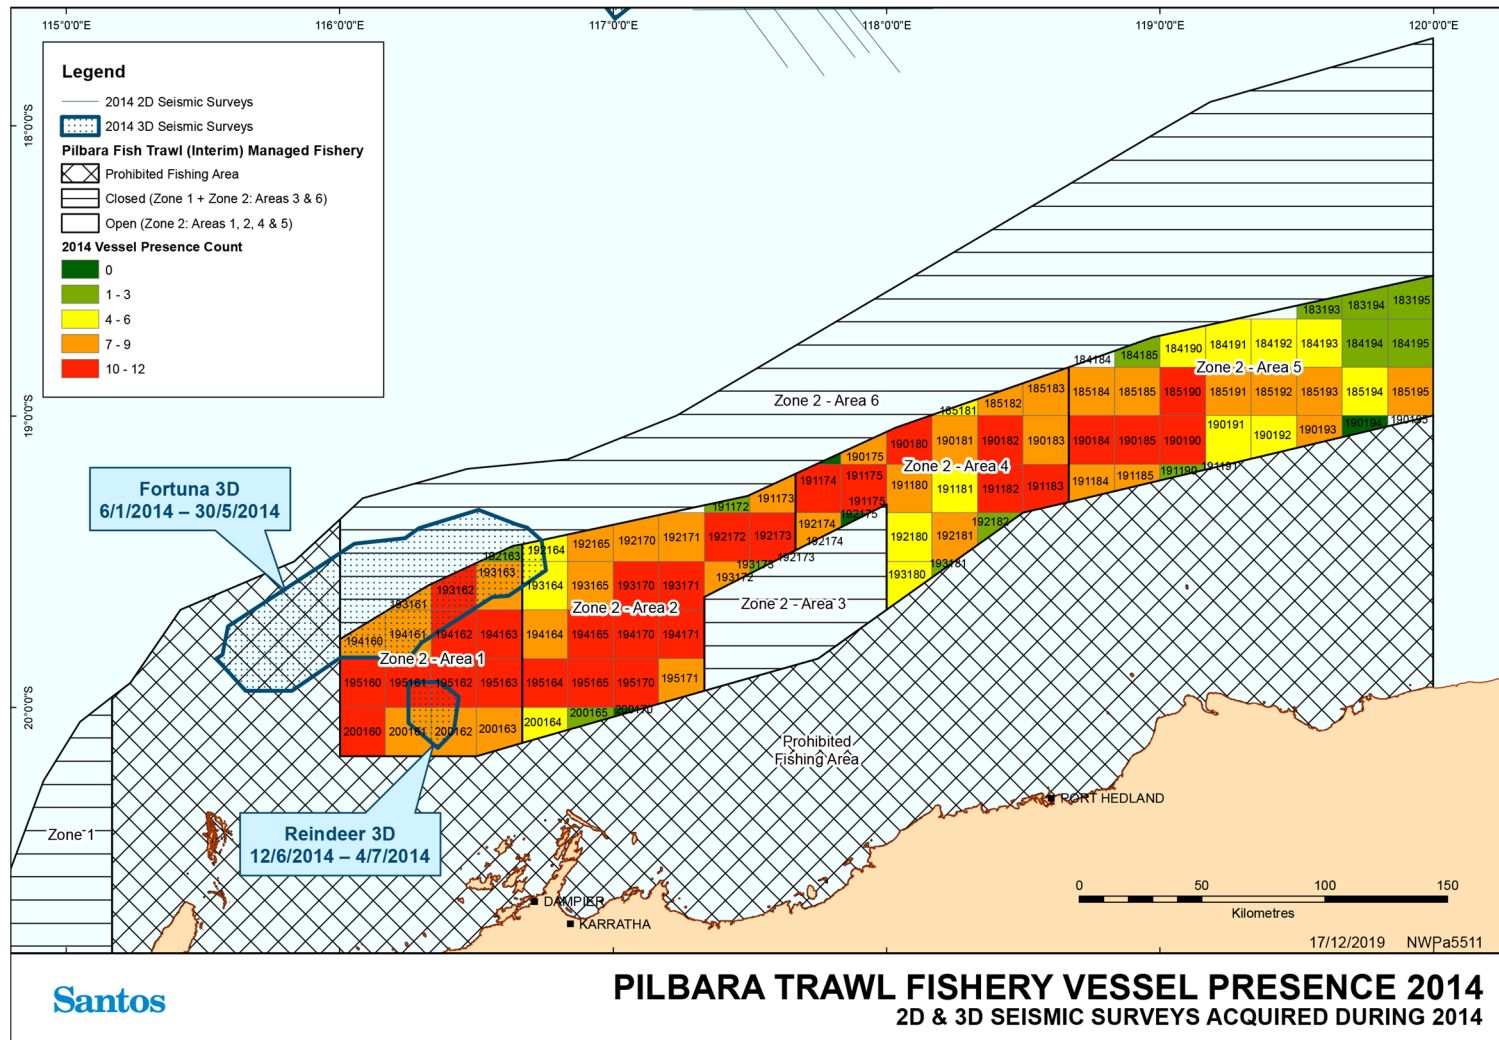 115°0'0"E
116°0'0"E
117°0'0"E
118°0'0"E
119°0'0"E
120°0'0"E
18°0'0"S
19°0'0"S
20°0'0"S
Legend
2014 2D Seismic Surveys
2014 3D Seismic Surveys
Pilbara Fish Trawl (Interim) Managed Fishery
Prohibited Fishing Area
Closed (Zone 1 + Zone 2: Areas 3 & 6)
Open (Zone 2: Areas 1, 2, 4 & 5)
2014 Vessel Presence Count
0
1 - 3
4 - 6
7 - 9
10 - 12
183193 183194 183195
184184 184185 184190 184191 184192 184193 184194 184195
Zone 2 - Area 5
185181 185182 185183 185184 185185 185190 185191 185192 185193 185194 185195
Zone 2 - Area 6
190175 190180 190181 190182 190183 190184 190185 190190 190191 190192 190193 190194 190195
Zone 2 - Area 4
191172 191173 191174 191175 191180 191181 191182 191183 191184 191185 191190 191191
191175
Fortuna 3D
6/1/2014 – 30/5/2014
192163 192164 192165 192170 192171 192172 192173 192174 192175 192180 192181 192182
192174
192173
193161 193162 193163 193164 193165 193170 193171 193172 193173 193180 193181
Zone 2 - Area 2
Zone 2 - Area 3
194160 194161 194162 194163 194164 194165 194170 194171
Zone 2 - Area 1
195160 195161 195162 195163 195164 195165 195170 195171
200160 200161 200162 200163 200164 200165 200170
Prohibited
Fishing Area
PORT HEDLAND
Reindeer 3D
12/6/2014 – 4/7/2014
Zone 1
DAMPIER
KARRATHA
0 50 100 150
Kilometres
17/12/2019 NWPa5511
Santos
PILBARA TRAWL FISHERY VESSEL PRESENCE 2014
2D & 3D SEISMIC SURVEYS ACQUIRED DURING 2014